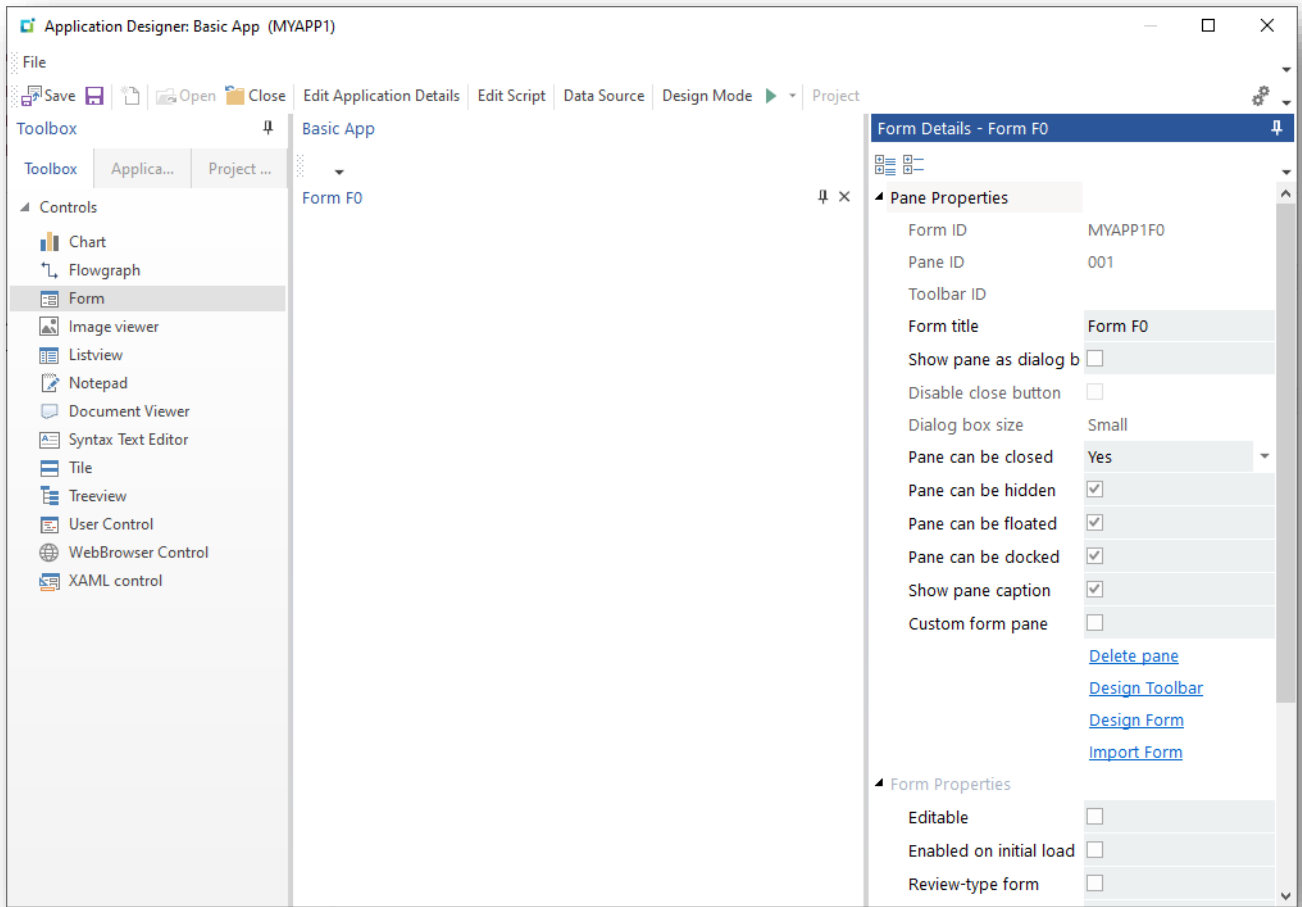 Application Designer: Basic App (MYAPP1)
File
Save Open Close Edit Application Details Edit Script Data Source Design Mode Project
Toolbox
Toolbox Applica... Project ...
Controls
Chart
Flowgraph
Form
Image viewer
Listview
Notepad
Document Viewer
Syntax Text Editor
Tile
Treeview
User Control
WebBrowser Control
XAML control
Basic App
Form F0
Form Details - Form F0
Pane Properties
Form ID MYAPP1F0
Pane ID 001
Toolbar ID
Form title Form F0
Show pane as dialog b
Disable close button
Dialog box size Small
Pane can be closed Yes
Pane can be hidden
Pane can be floated
Pane can be docked
Show pane caption
Custom form pane
Delete pane
Design Toolbar
Design Form
Import Form
Form Properties
Editable
Enabled on initial load
Review-type form